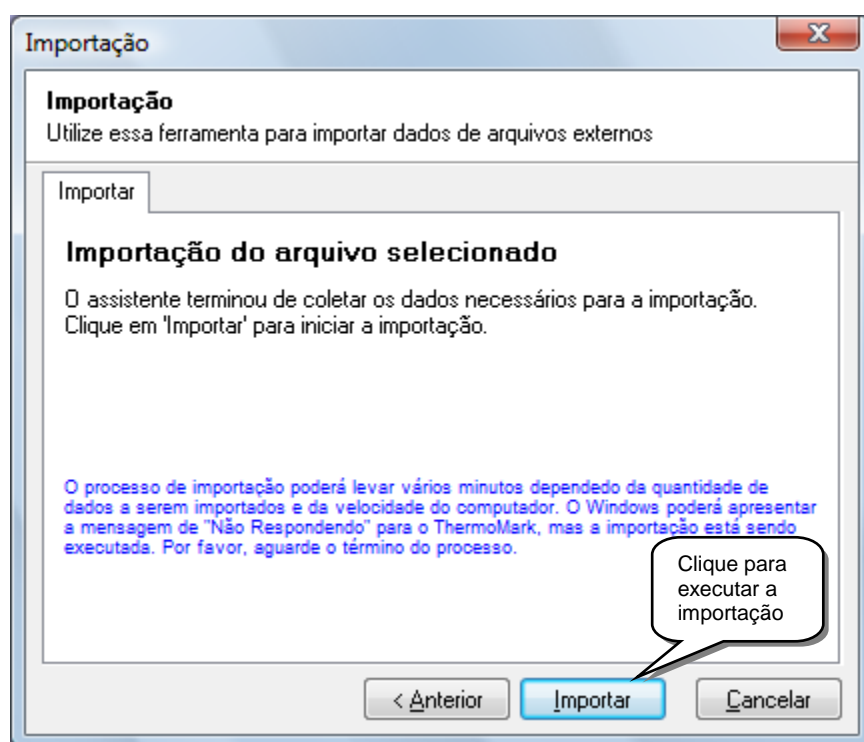 Importação
Importação
Utilize essa ferramenta para importar dados de arquivos externos
Importar
Importação do arquivo selecionado
O assistente terminou de coletar os dados necessários para a importação.
Clique em 'Importar' para iniciar a importação.
O processo de importação poderá levar vários minutos dependedo da quantidade de
dados a serem importados e da velocidade do computador. O Windows poderá apresentar
a mensagem de "Não Respondendo" para o ThermoMark, mas a importação está sendo
executada. Por favor, aguarde o término do processo.
Clique para
executar a
importação
< Anterior
Importar
Cancelar